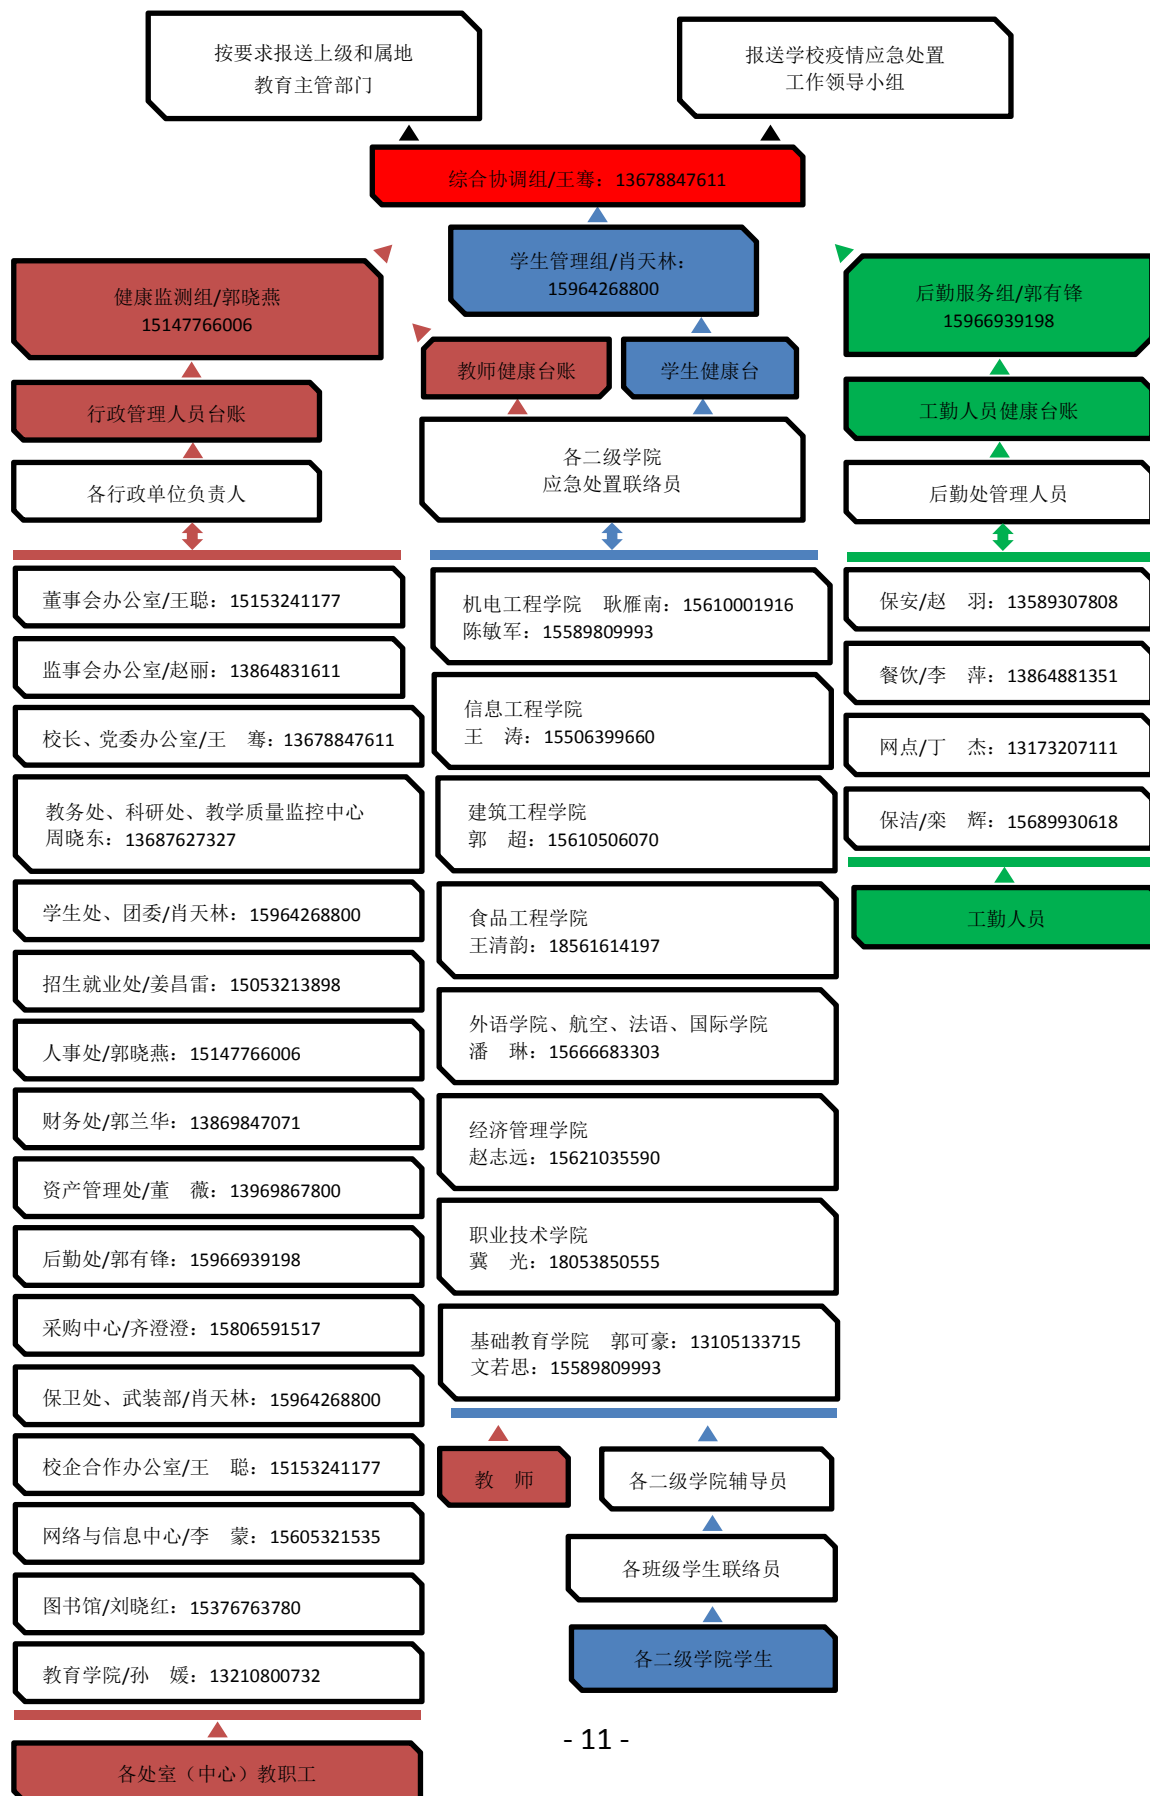 按要求报送上级和属地
教育主管部门
报送学校疫情应急处置
工作领导小组
综合协调组/王骞：13678847611
学生管理组/肖天林：
15964268800
健康监测组/郭晓燕
15147766006
后勤服务组/郭有锋
15966939198
教师健康台账
学生健康台
行政管理人员台账
工勤人员健康台账
各二级学院
应急处置联络员
各行政单位负责人
后勤处管理人员
董事会办公室/王聪：15153241177
监事会办公室/赵丽：13864831611
校长、党委办公室/王　骞：13678847611
教务处、科研处、教学质量监控中心
周晓东：13687627327
学生处、团委/肖天林：15964268800
招生就业处/姜昌雷：15053213898
人事处/郭晓燕：15147766006
财务处/郭兰华：13869847071
资产管理处/董　薇：13969867800
后勤处/郭有锋：15966939198
采购中心/齐澄澄：15806591517
保卫处、武装部/肖天林：15964268800
校企合作办公室/王　聪：15153241177
网络与信息中心/李　蒙：15605321535
图书馆/刘晓红：15376763780
教育学院/孙　媛：13210800732
各处室（中心）教职工
机电工程学院　耿雁南：15610001916
陈敏军：15589809993
信息工程学院
王　涛：15506399660
建筑工程学院
郭　超：15610506070
食品工程学院
王清韵：18561614197
外语学院、航空、法语、国际学院
潘　琳：15666683303
经济管理学院
赵志远：15621035590
职业技术学院
冀　光：18053850555
基础教育学院　郭可豪：13105133715
文若思：15589809993
教　师
各二级学院辅导员
各班级学生联络员
各二级学院学生
保安/赵　羽：13589307808
餐饮/李　萍：13864881351
网点/丁　杰：13173207111
保洁/栾　辉：15689930618
工勤人员
- 11 -